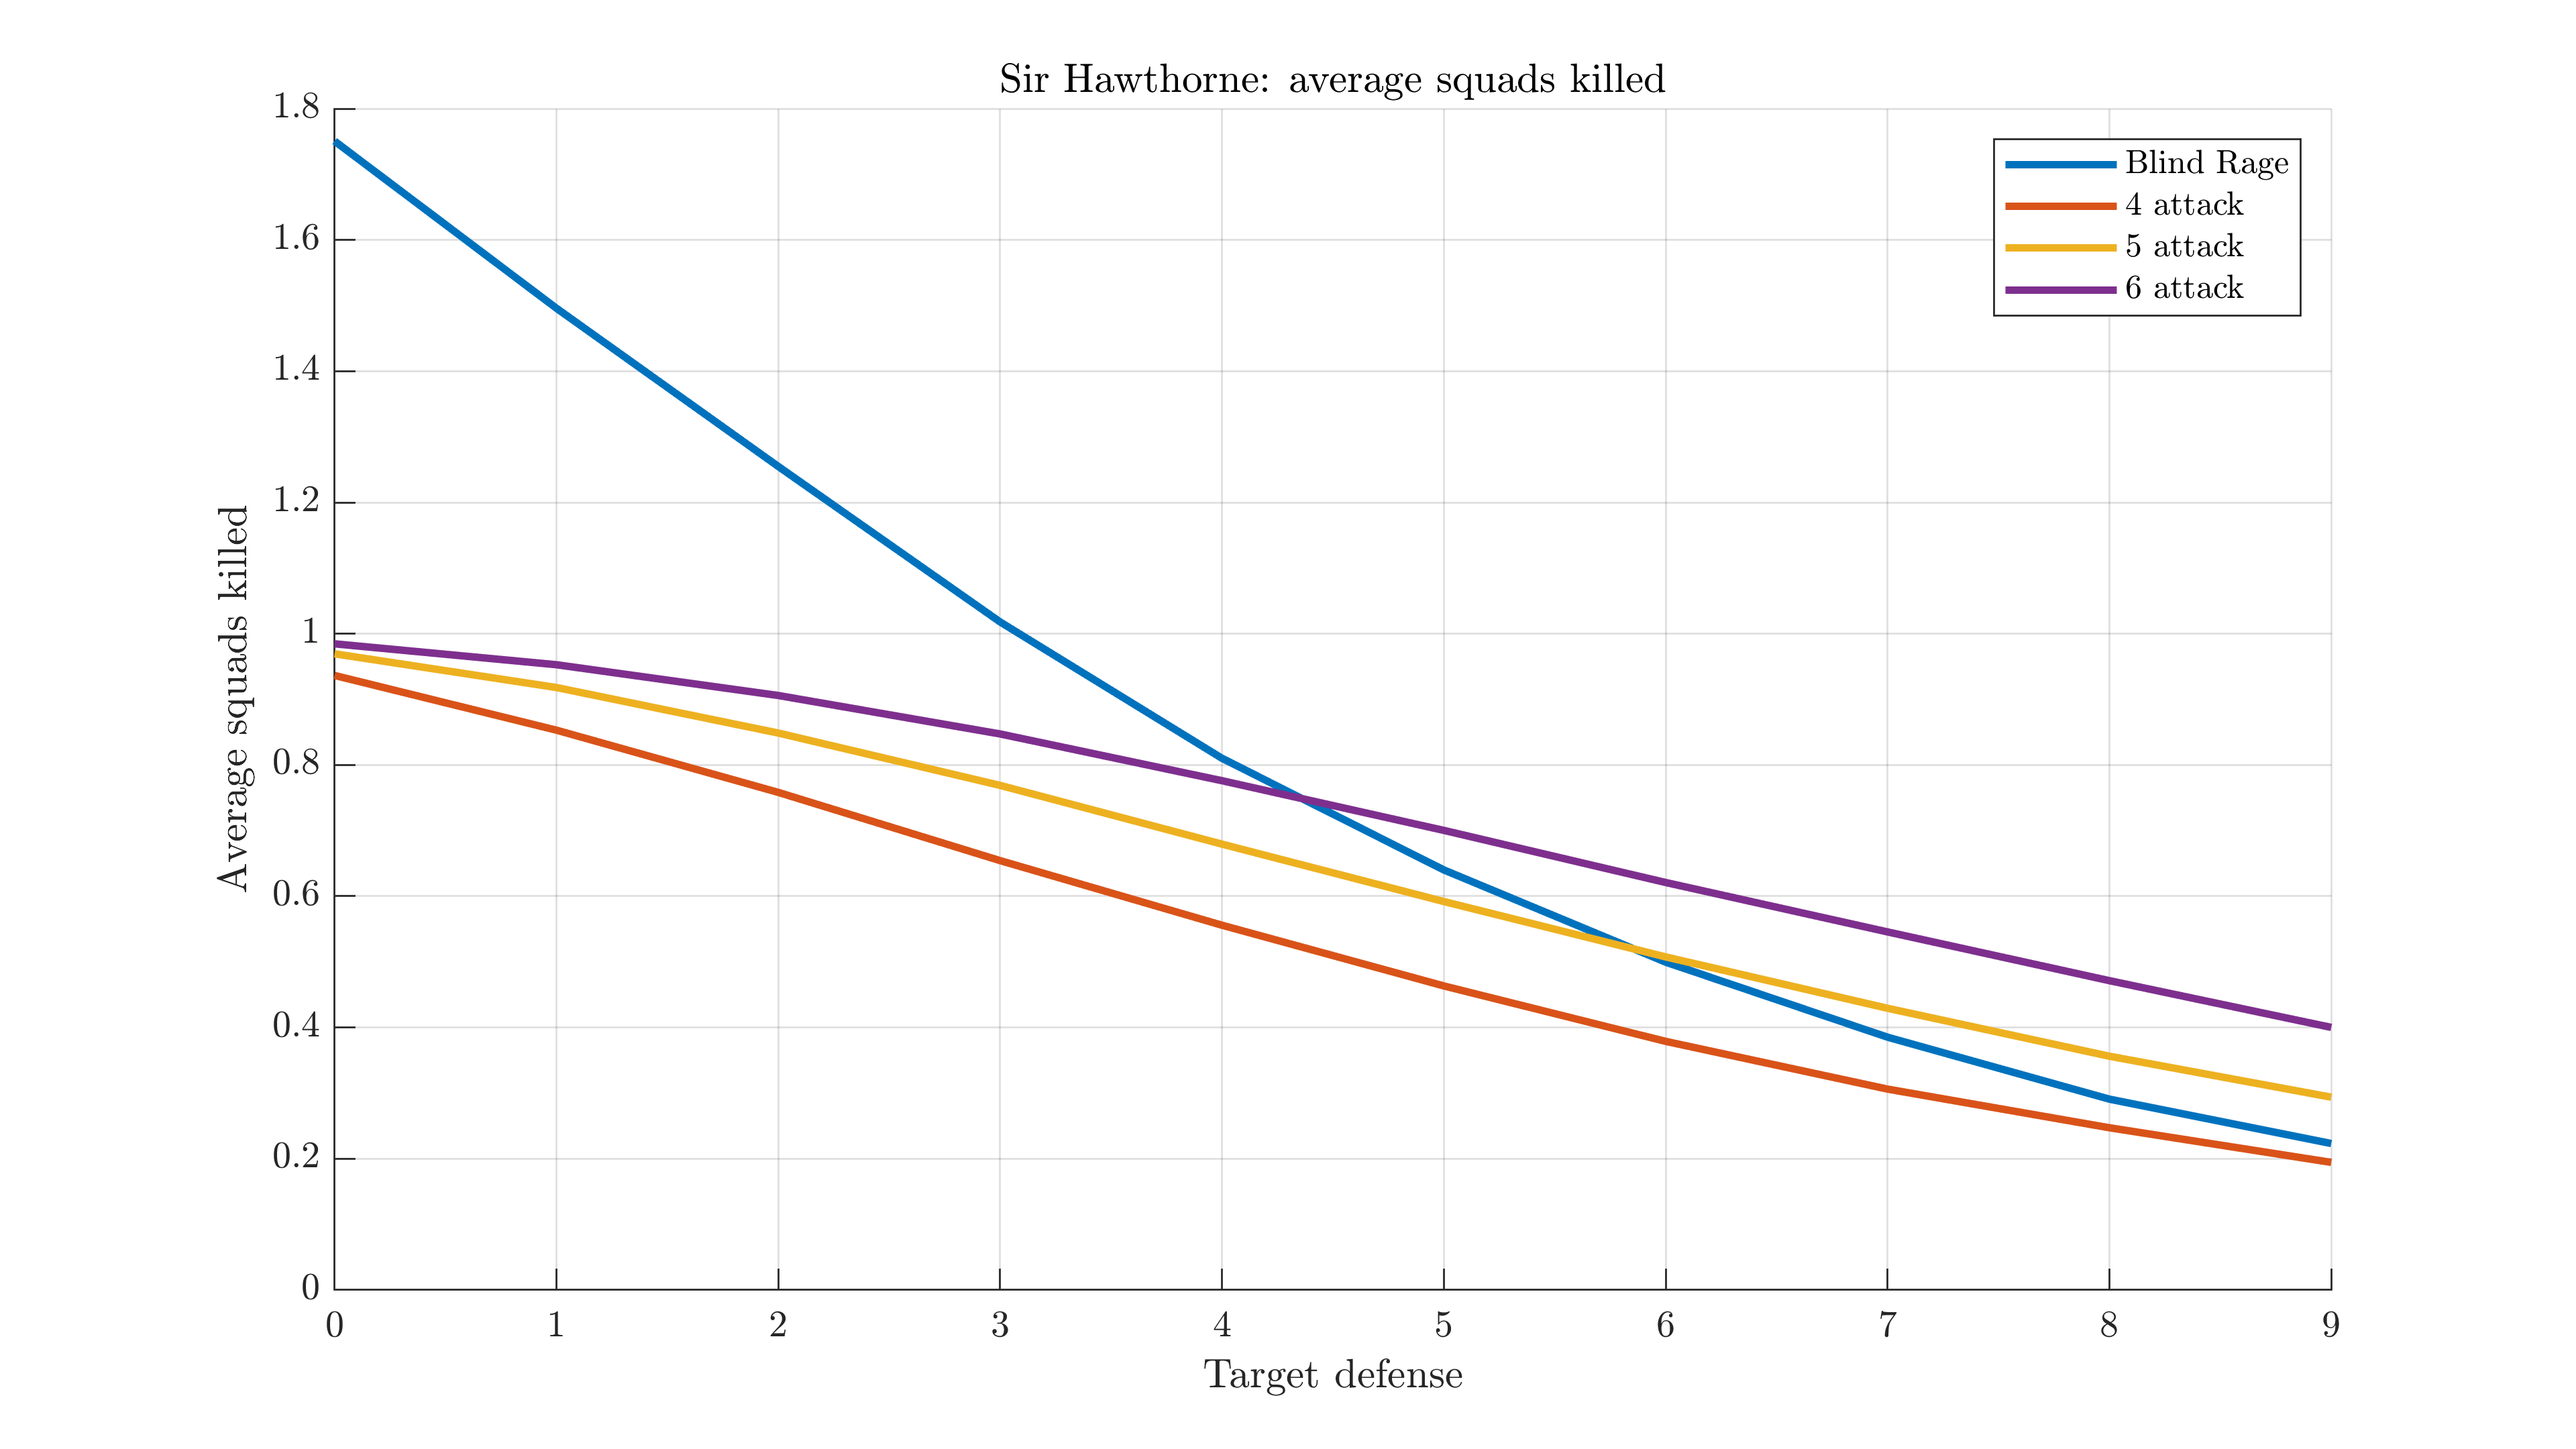 Sir Hawthorne: average squads killed
1.8
1.6
1.4
1.2
1
0.8
0.6
0.4
0.2
0
Average squads killed
Blind Rage
4 attack
5 attack
6 attack
0 1 2 3 4 5 6 7 8 9
Target defense